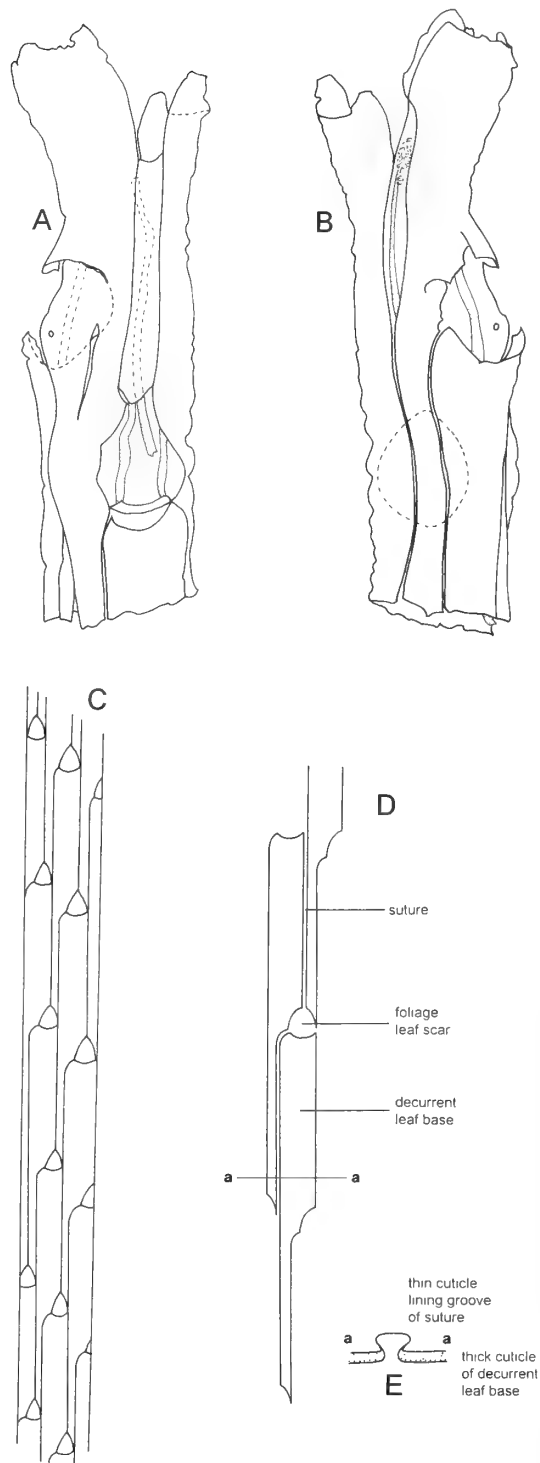 A
B
C
D
suture
foliage
leaf scar
decurrent
leaf base
a
a
thin cuticle
lining groove
of suture
a
a
thick cuticle
of decurrent
leaf base
E